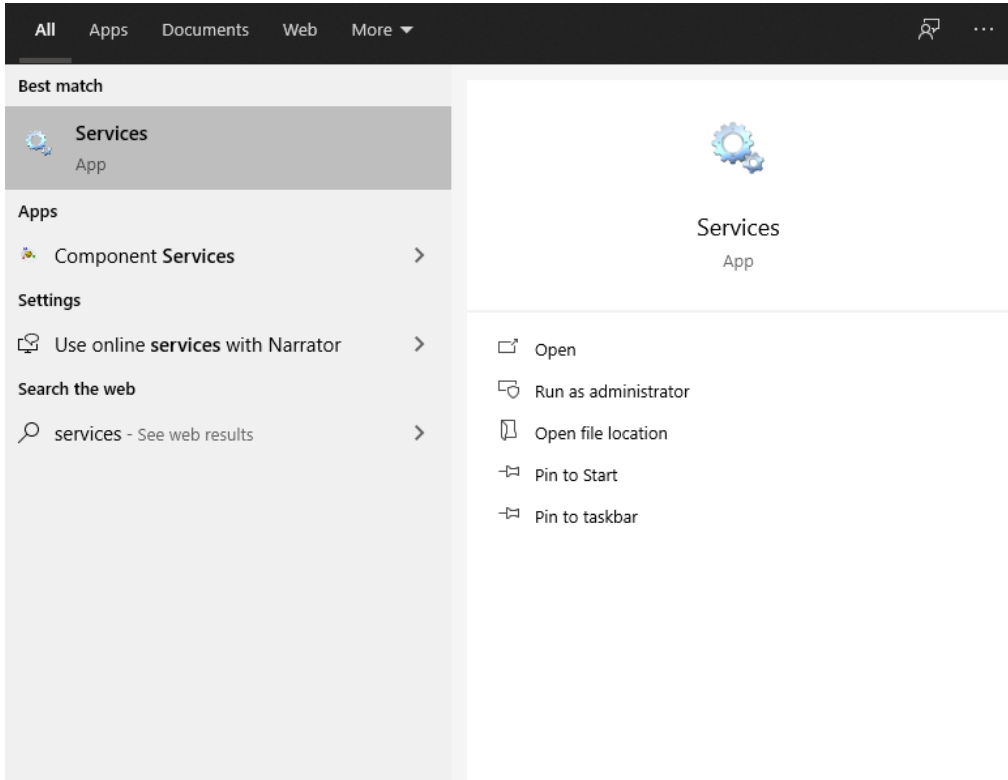 All Apps Documents Web More
Best match
Services
App
Apps
Component Services
Settings
Use online services with Narrator
Search the web
services - See web results
Services
App
Open
Run as administrator
Open file location
Pin to Start
Pin to taskbar